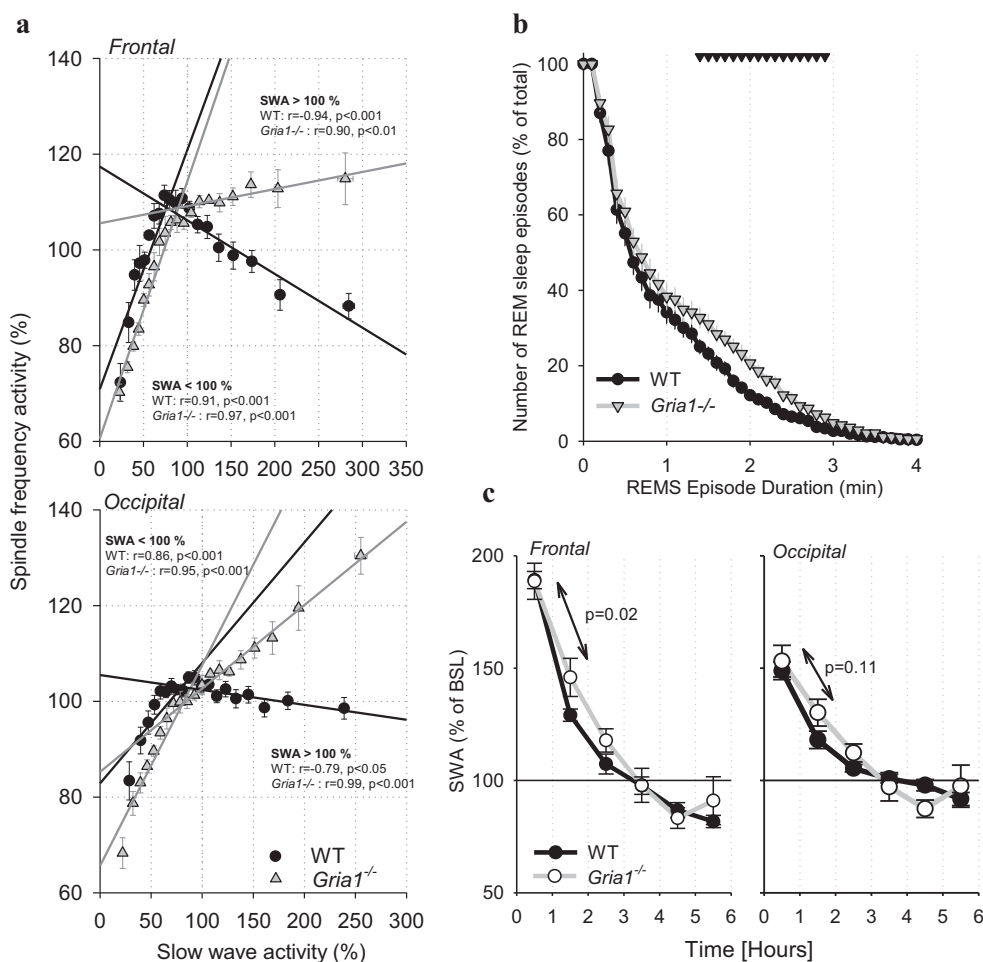 a
Frontal
Spindle frequency activity (%)
140
120
100
80
60
SWA > 100 %
WT: r=-0.94, p<0.001
Gria1-/- : r=0.90, p<0.01
SWA < 100 %
WT: r=0.91, p<0.001
Gria1-/- : r=0.97, p<0.001
0 50 100 150 200 250 300 350
Occipital
140
120
100
80
60
SWA < 100 %
WT: r=0.86, p<0.001
Gria1-/- : r=0.95, p<0.001
SWA > 100 %
WT: r=-0.79, p<0.05
Gria1-/- : r=0.99, p<0.001
WT
Gria1-/-
0 50 100 150 200 250 300
Slow wave activity (%)
b
Number of REM sleep episodes (% of total)
100
80
60
40
20
0
WT
Gria1-/-
0 1 2 3 4
REMS Episode Duration (min)
c
SWA (% of BSL)
200
150
100
50
Frontal
p=0.02
WT
Gria1-/-
0 1 2 3 4 5 6
Occipital
p=0.11
0 1 2 3 4 5 6
Time [Hours]